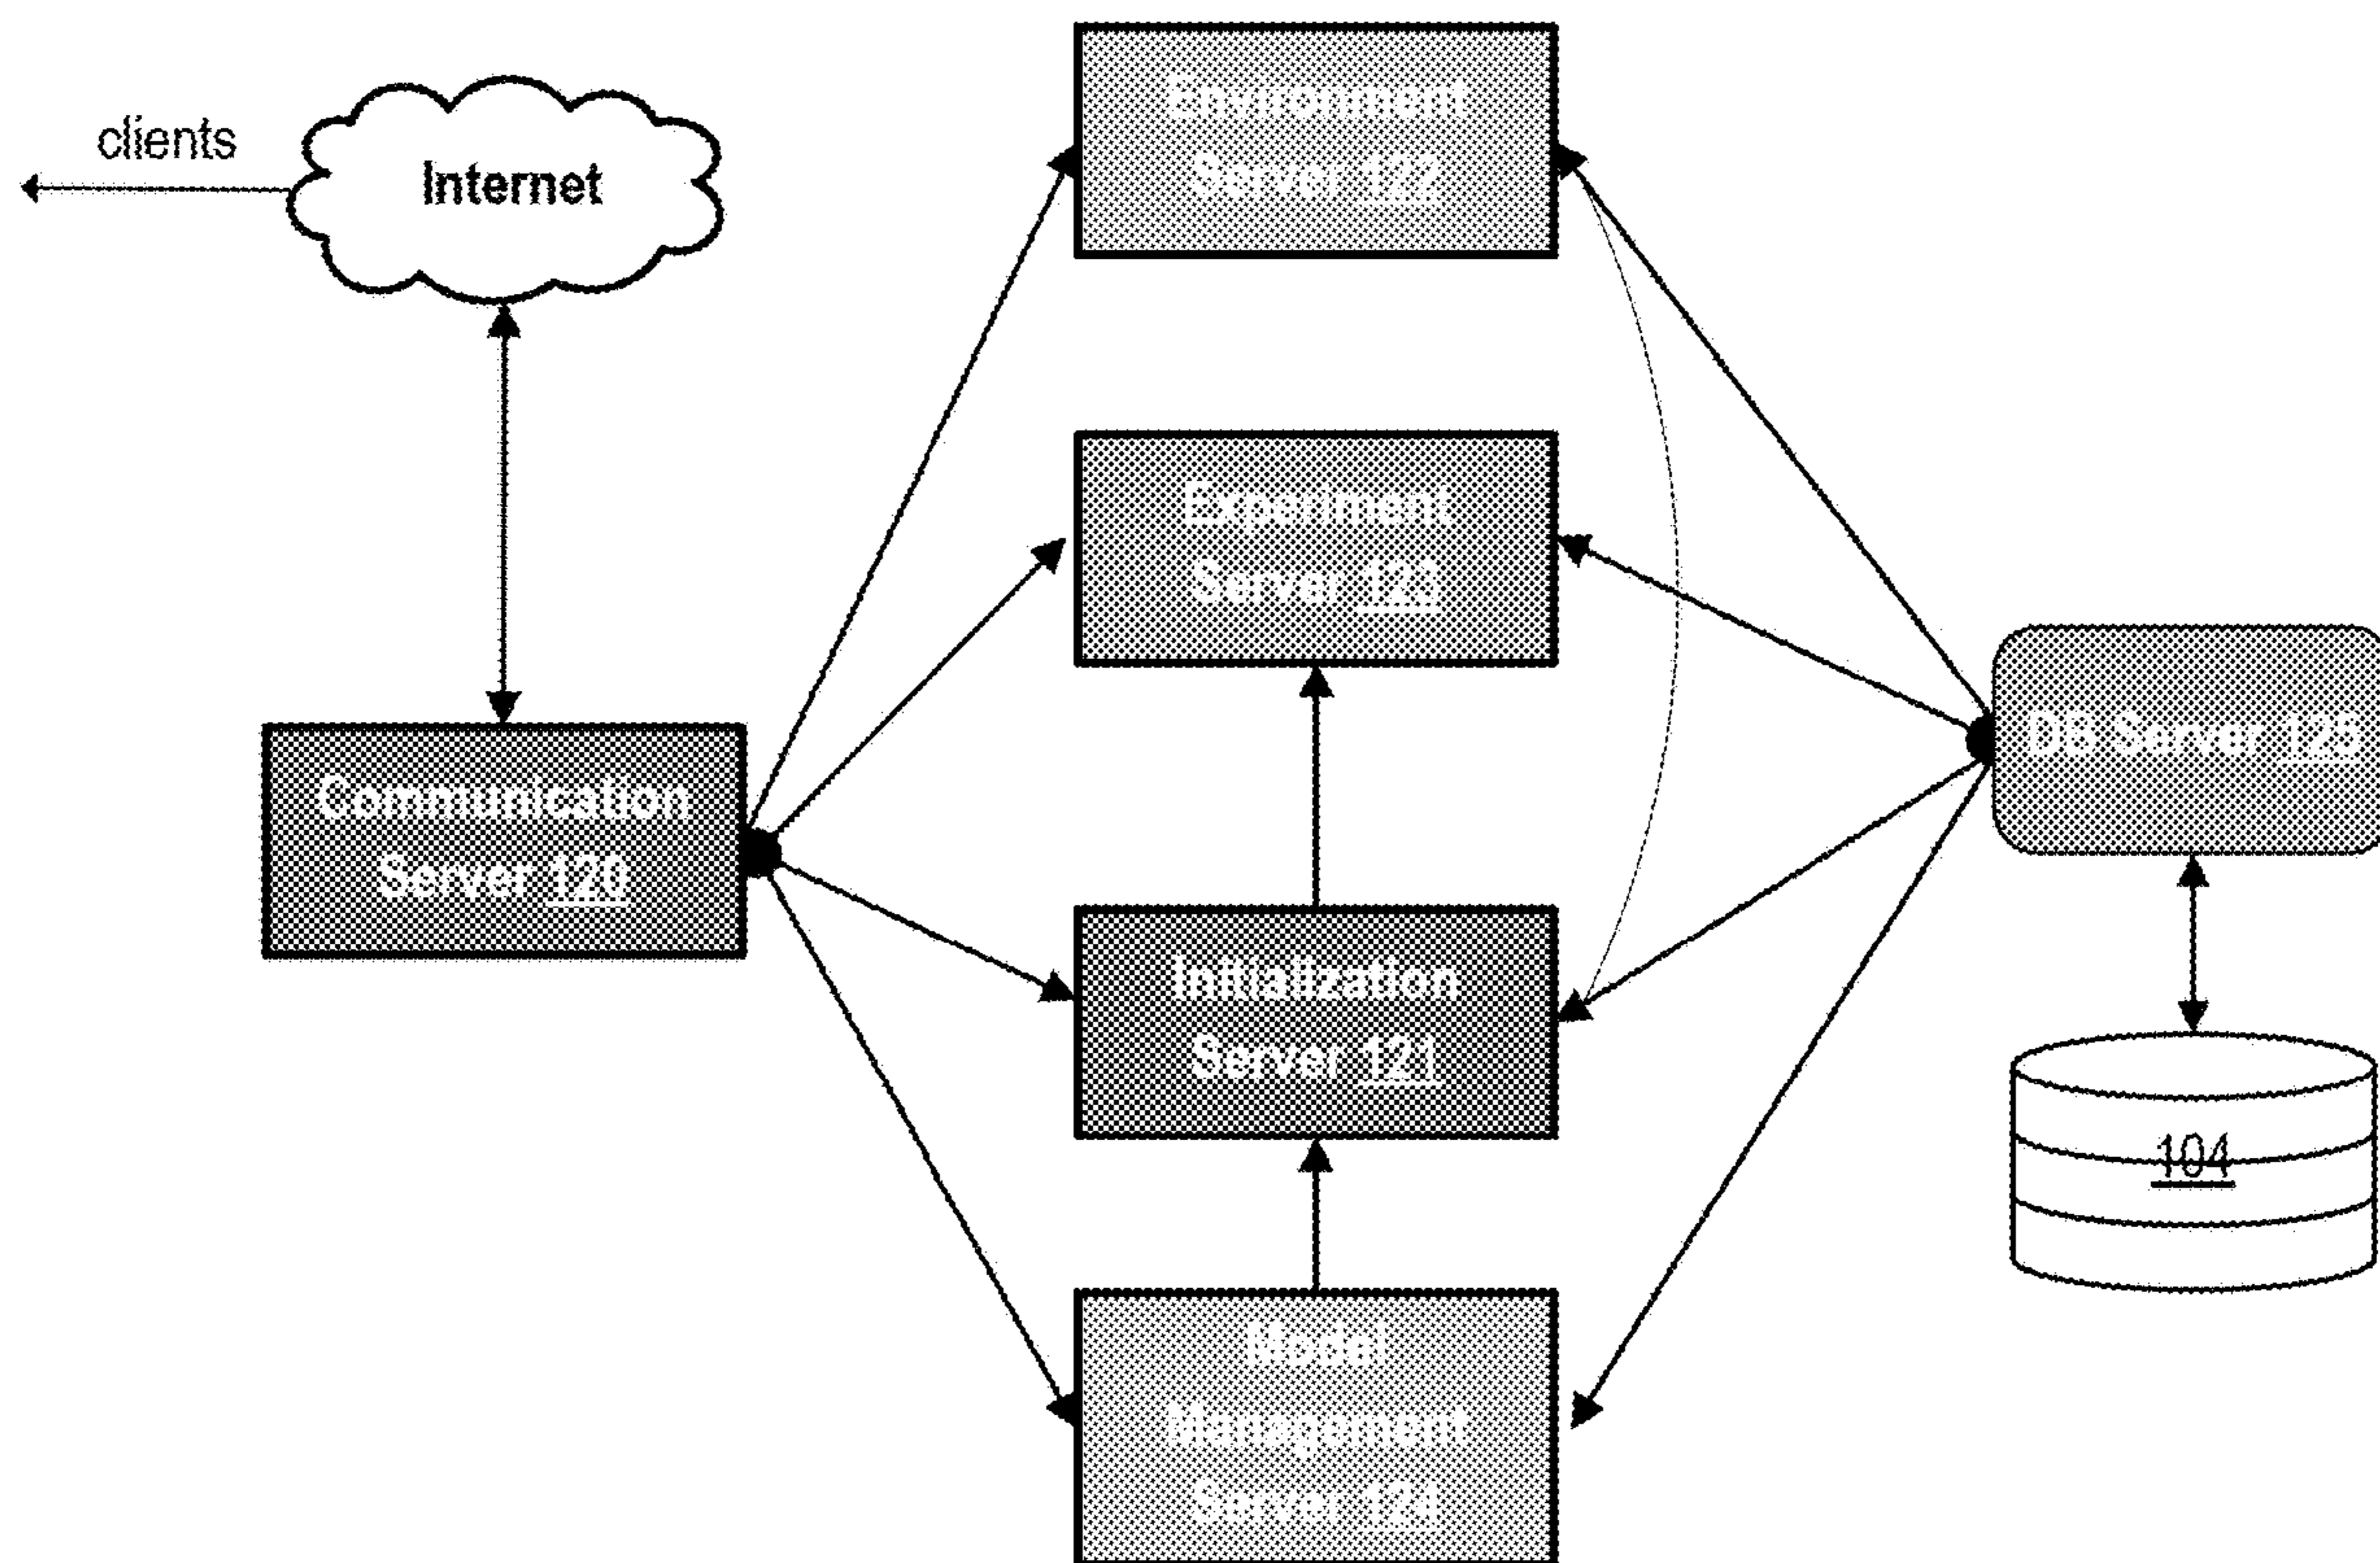 clients
Internet
Environment
Server 122
Experiment
Server 123
Communication
Server 120
Initialization
Server 121
Model
Management
Server 124
DB Server 125
104